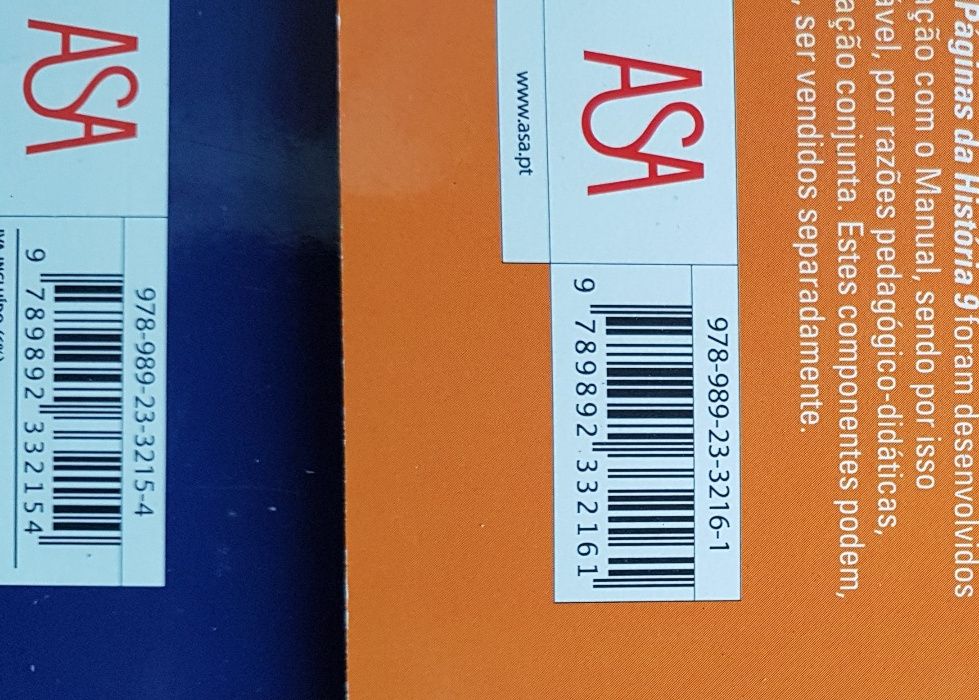 Páginas da História 9 foram desenvolvidos
ação com o Manual, sendo por isso
ável, por razões pedagógico-didáticas,
ação conjunta. Estes componentes podem,
, ser vendidos separadamente.
ASA
www.asa.pt
978-989-23-3216-1
9 789892 332161
ASA
978-989-23-3215-4
9 789892 332154